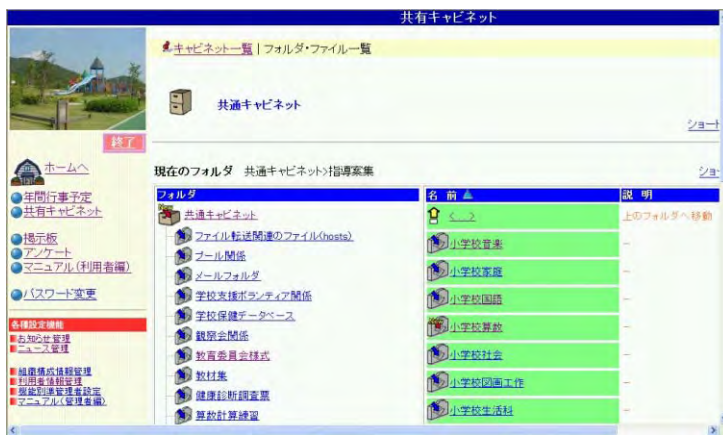 共有キャビネット
キャビネット一覧 | フォルダ・ファイル一覧
共通キャビネット
ショート
終了
ホームへ
年間行事予定
共有キャビネット
掲示板
アンケート
マニュアル(利用者編)
パスワード変更
各種設定機能
お知らせ管理
ニュース管理
組織構成情報管理
利用者情報管理
機能別準管理者設定
マニュアル(管理者編)
現在のフォルダ 共通キャビネット>指導案集
ショ
フォルダ
共通キャビネット
ファイル転送関連のファイル(hosts)
プール関係
メールフォルダ
学校支援ボランティア関係
学校保健データベース
観察会関係
教育委員会様式
教材集
健康診断調査票
算数計算練習
名 前
説 明
<...>
上のフォルダへ移動
小学校音楽
-
小学校家庭
-
小学校国語
-
小学校算数
-
小学校社会
-
小学校図画工作
-
小学校生活科
-